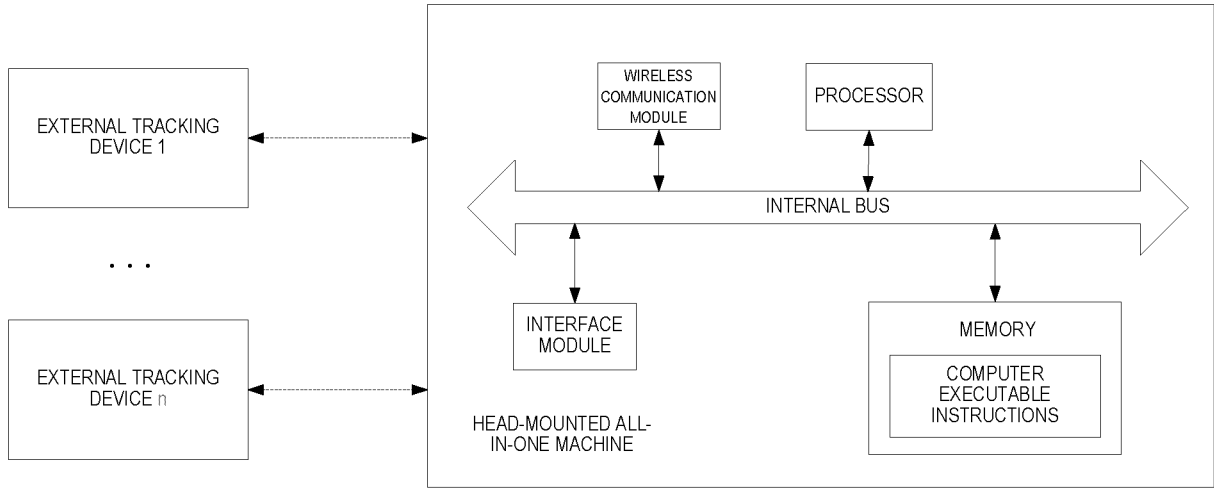 EXTERNAL TRACKING
DEVICE 1
. . .
EXTERNAL TRACKING
DEVICE n
WIRELESS
COMMUNICATION
MODULE
PROCESSOR
INTERNAL BUS
INTERFACE
MODULE
MEMORY
COMPUTER
EXECUTABLE
INSTRUCTIONS
HEAD-MOUNTED ALL-
IN-ONE MACHINE